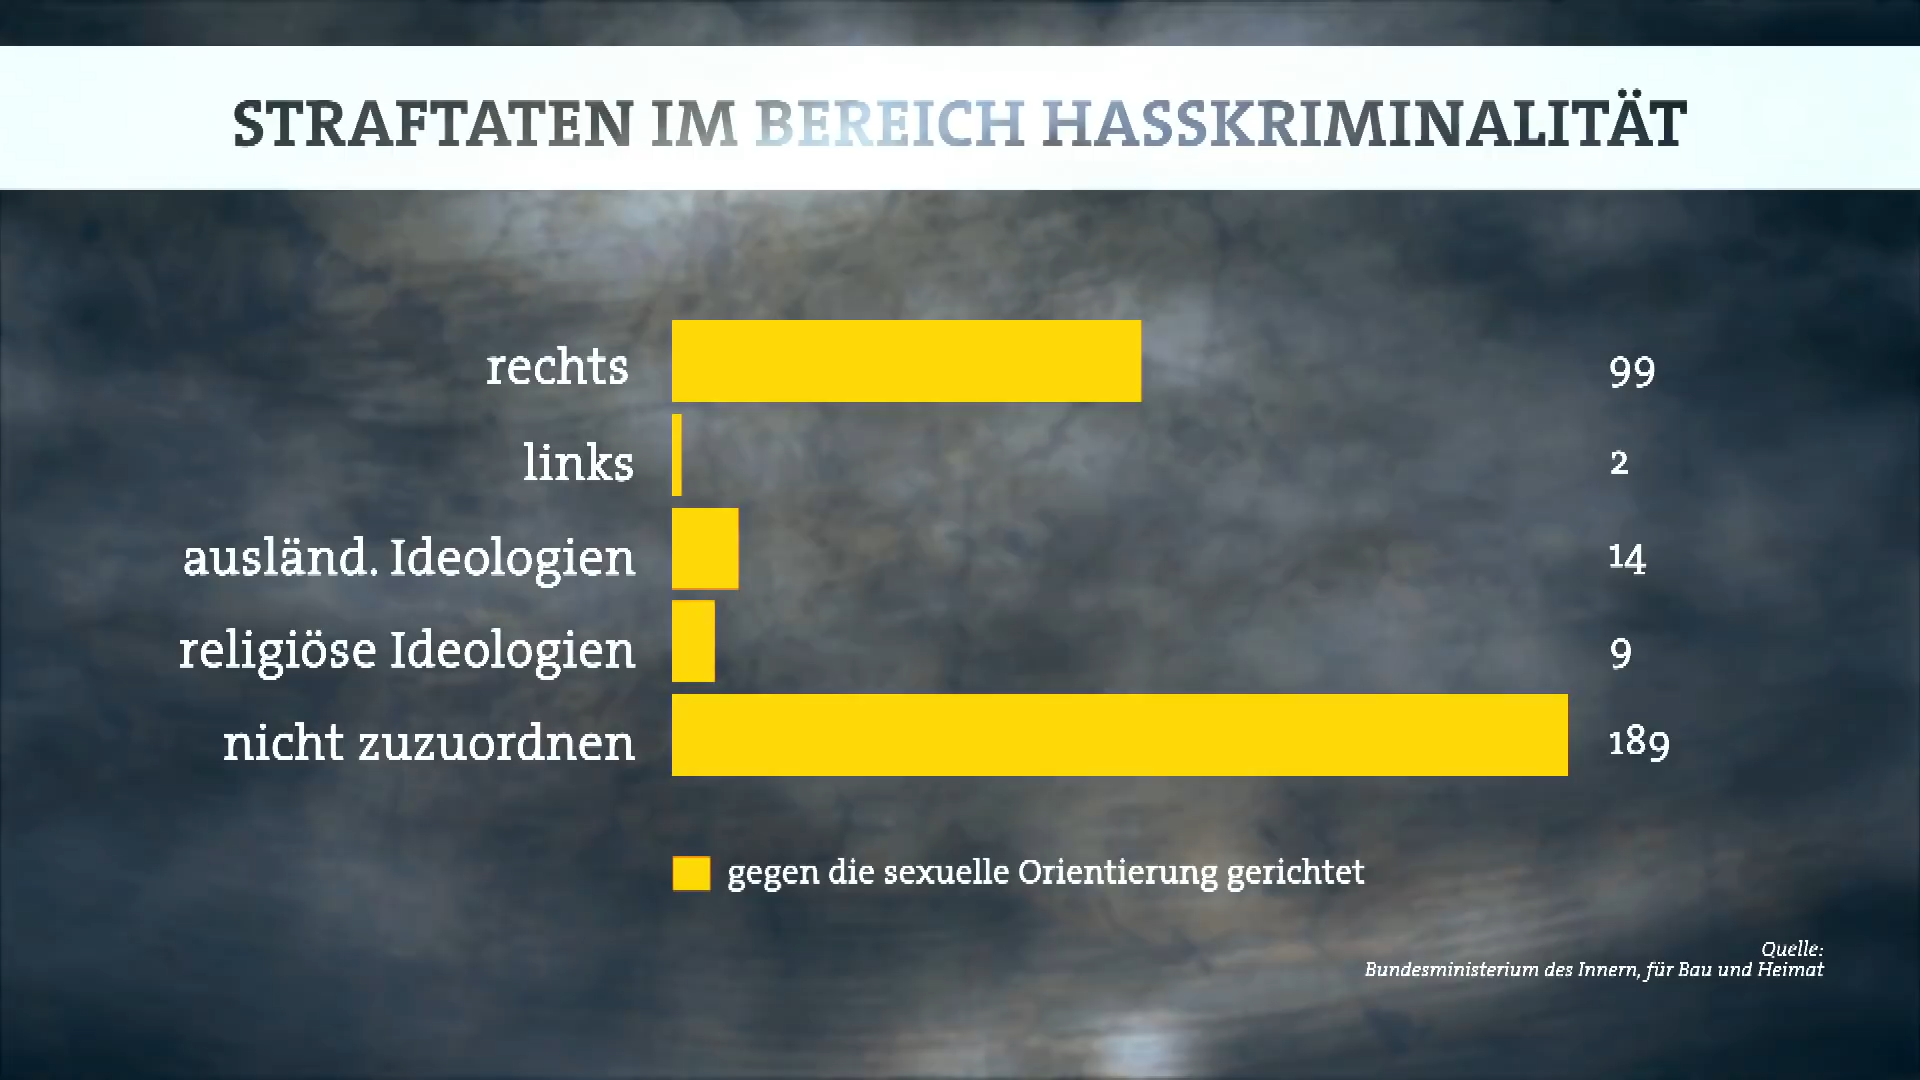 STRAFTATEN IM BEREICH HASSKRIMINALITÄT
rechts 99
links 2
ausländ. Ideologien 14
religiöse Ideologien 9
nicht zuzuordnen 189
gegen die sexuelle Orientierung gerichtet
Quelle:
Bundesministerium des Innern, für Bau und Heimat